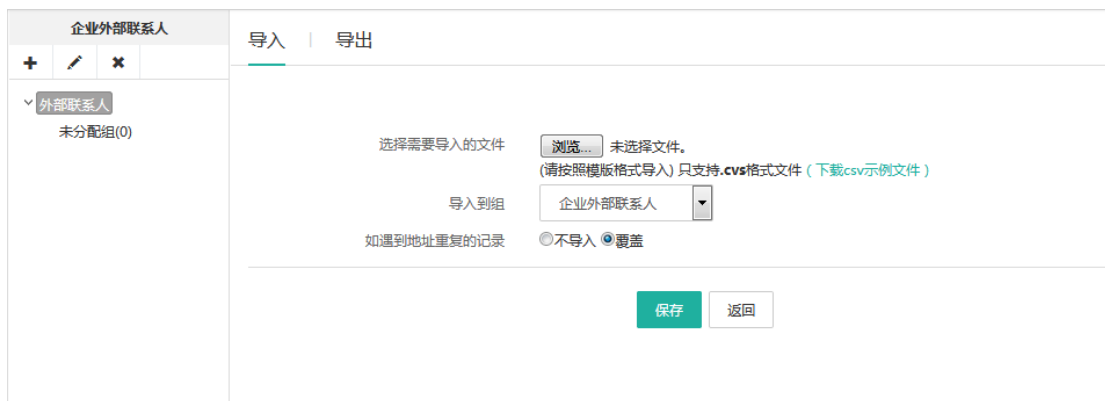 企业外部联系人
外部联系人
未分配组(0)
导入 | 导出
选择需要导入的文件 浏览... 未选择文件。
(请按照模版格式导入) 只支持.cvs格式文件 ( 下载csv示例文件 )
导入到组 企业外部联系人
如遇到地址重复的记录 不导入 覆盖
保存 返回